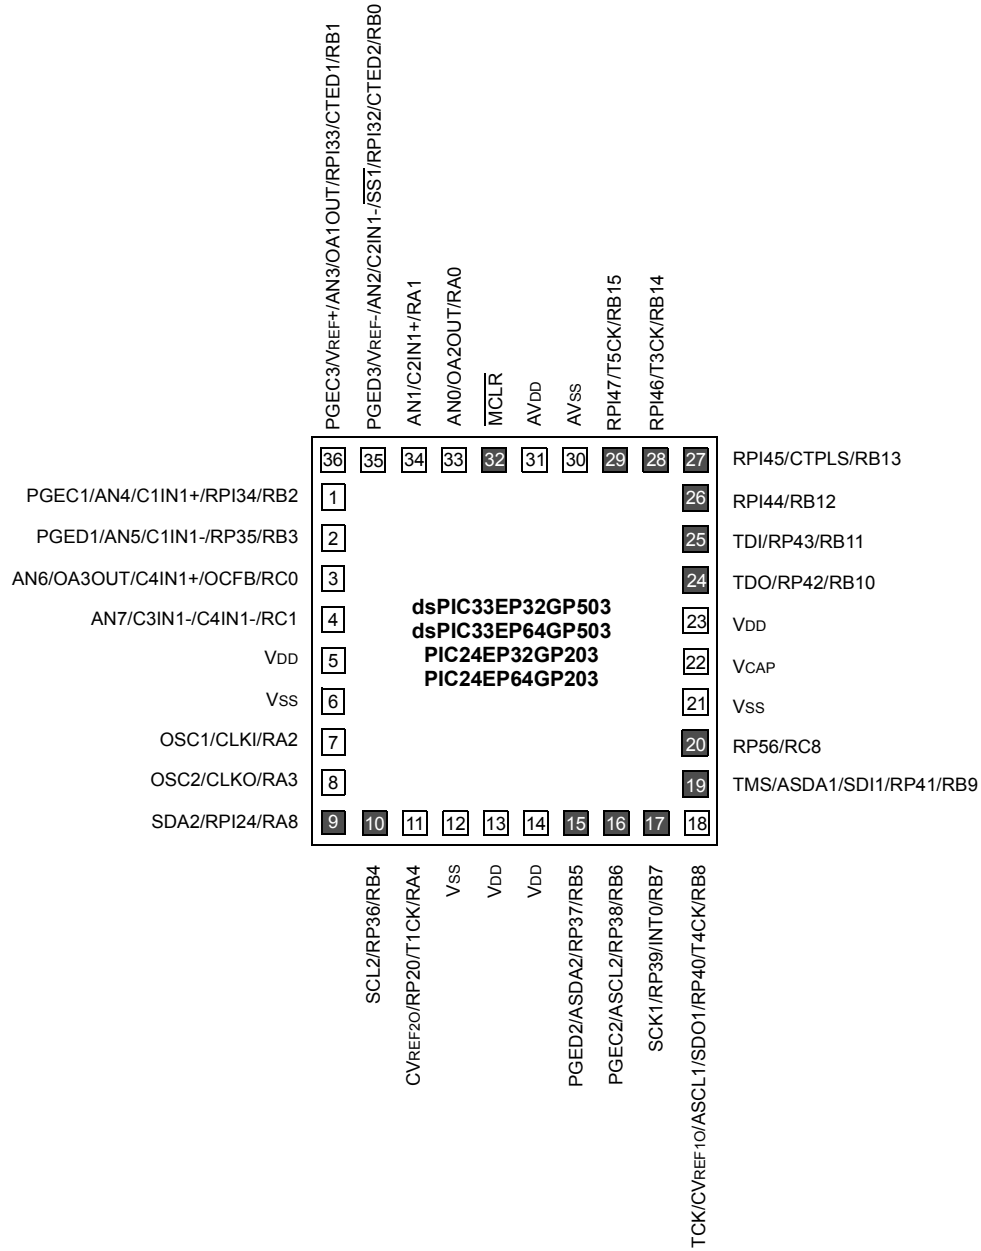 PGEC3/VREF+/AN3/OA1OUT/RPI33/CTED1/RB1
PGED3/VREF-/AN2/C2IN1-/SS1/RPI32/CTED2/RB0
AN1/C2IN1+/RA1
AN0/OA2OUT/RA0
MCLR
AVDD
AVSS
RPI47/T5CK/RB15
RPI46/T3CK/RB14
36 35 34 33 32 31 30 29 28 27 RPI45/CTPLS/RB13
PGEC1/AN4/C1IN1+/RPI34/RB2 1
26 RPI44/RB12
PGED1/AN5/C1IN1-/RP35/RB3 2
25 TDI/RP43/RB11
AN6/OA3OUT/C4IN1+/OCFB/RC0 3
24 TDO/RP42/RB10
AN7/C3IN1-/C4IN1-/RC1 4
23 VDD
VDD 5
22 VCAP
VSS 6
21 VSS
OSC1/CLKI/RA2 7
20 RP56/RC8
OSC2/CLKO/RA3 8
19 TMS/ASDA1/SDI1/RP41/RB9
dsPIC33EP32GP503
dsPIC33EP64GP503
PIC24EP32GP203
PIC24EP64GP203
SDA2/RPI24/RA8 9 10 11 12 13 14 15 16 17 18
SCL2/RP36/RB4
CVREF2O/RP20/T1CK/RA4
VSS
VDD
VDD
PGED2/ASDA2/RP37/RB5
PGEC2/ASCL2/RP38/RB6
SCK1/RP39/INT0/RB7
TCK/CVREF1O/ASCL1/SDO1/RP40/T4CK/RB8